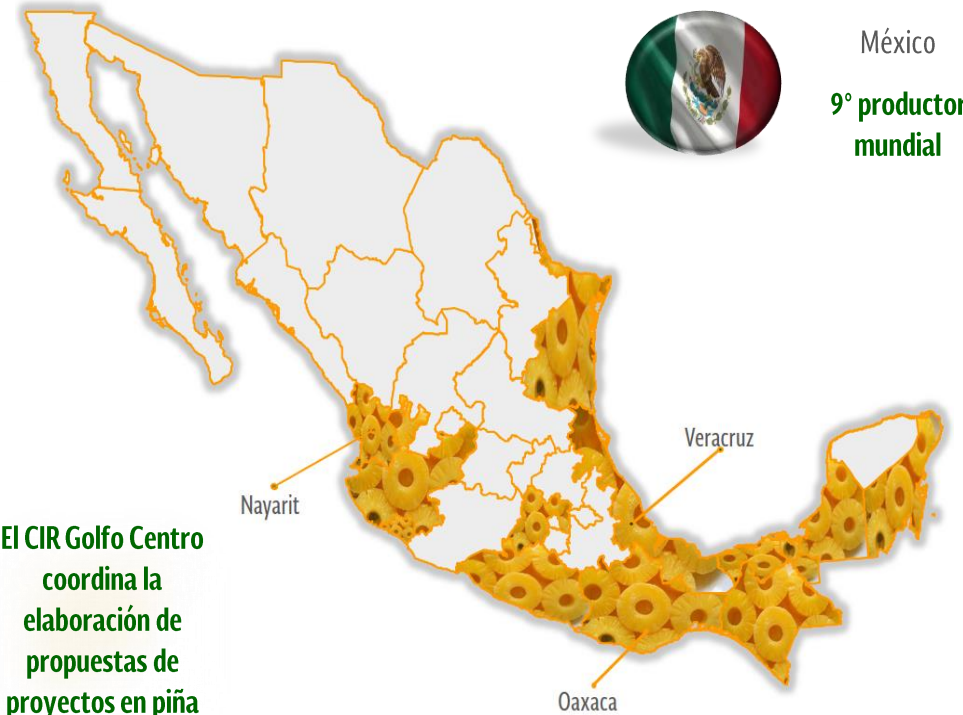 México
9° productor
mundial
Veracruz
Nayarit
El CIR Golfo Centro
coordina la
elaboración de
propuestas de
proyectos en piña
Oaxaca